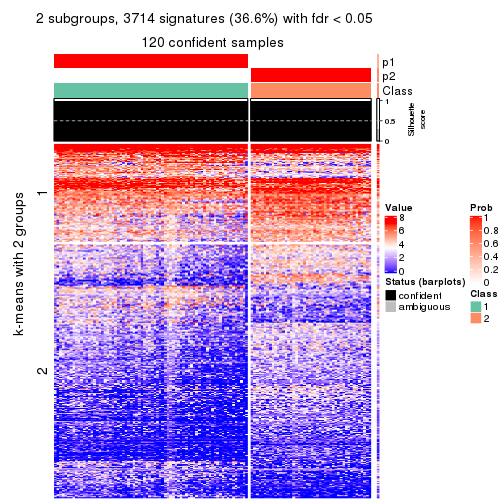 2 subgroups, 3714 signatures (36.6%) with fdr < 0.05
120 confident samples
p1
p2
Class
1
0.5
0
Silhouette
score
k-means with 2 groups
1
2
Value
8
6
4
2
0
Status (barplots)
confident
ambiguous
Prob
1
0.8
0.6
0.4
0.2
0
Class
1
2